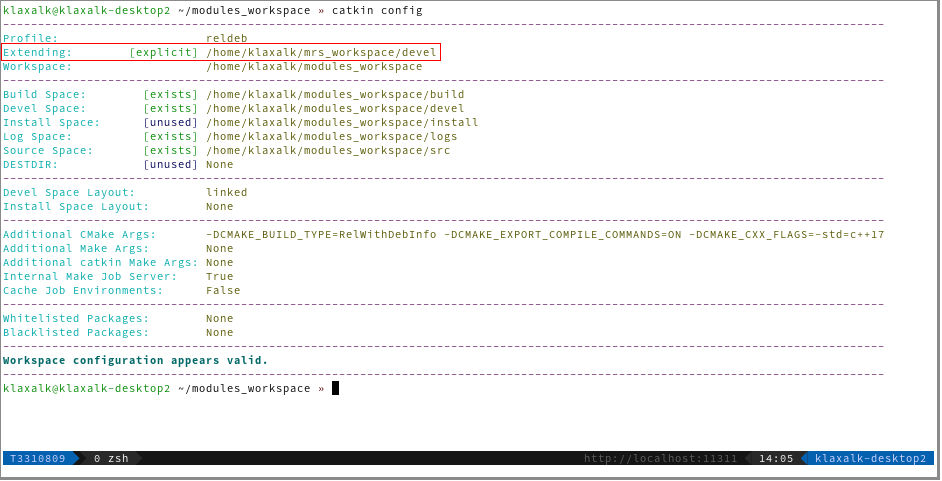 klaxalk@klaxalk-desktop2 ~/modules_workspace » catkin config
--------------------------------------------------------------------------------------------------------------------------------
Profile:                     reldeb
Extending:        [explicit] /home/klaxalk/mrs_workspace/devel
Workspace:                   /home/klaxalk/modules_workspace
--------------------------------------------------------------------------------------------------------------------------------
Build Space:        [exists] /home/klaxalk/modules_workspace/build
Devel Space:        [exists] /home/klaxalk/modules_workspace/devel
Install Space:      [unused] /home/klaxalk/modules_workspace/install
Log Space:          [exists] /home/klaxalk/modules_workspace/logs
Source Space:       [exists] /home/klaxalk/modules_workspace/src
DESTDIR:            [unused] None
--------------------------------------------------------------------------------------------------------------------------------
Devel Space Layout:          linked
Install Space Layout:        None
--------------------------------------------------------------------------------------------------------------------------------
Additional CMake Args:       -DCMAKE_BUILD_TYPE=RelWithDebInfo -DCMAKE_EXPORT_COMPILE_COMMANDS=ON -DCMAKE_CXX_FLAGS=-std=c++17
Additional Make Args:        None
Additional catkin Make Args: None
Internal Make Job Server:    True
Cache Job Environments:      False
--------------------------------------------------------------------------------------------------------------------------------
Whitelisted Packages:        None
Blacklisted Packages:        None
--------------------------------------------------------------------------------------------------------------------------------
Workspace configuration appears valid.
--------------------------------------------------------------------------------------------------------------------------------
klaxalk@klaxalk-desktop2 ~/modules_workspace »
T3310809 0 zsh http://localhost:11311 14:05 klaxalk-desktop2